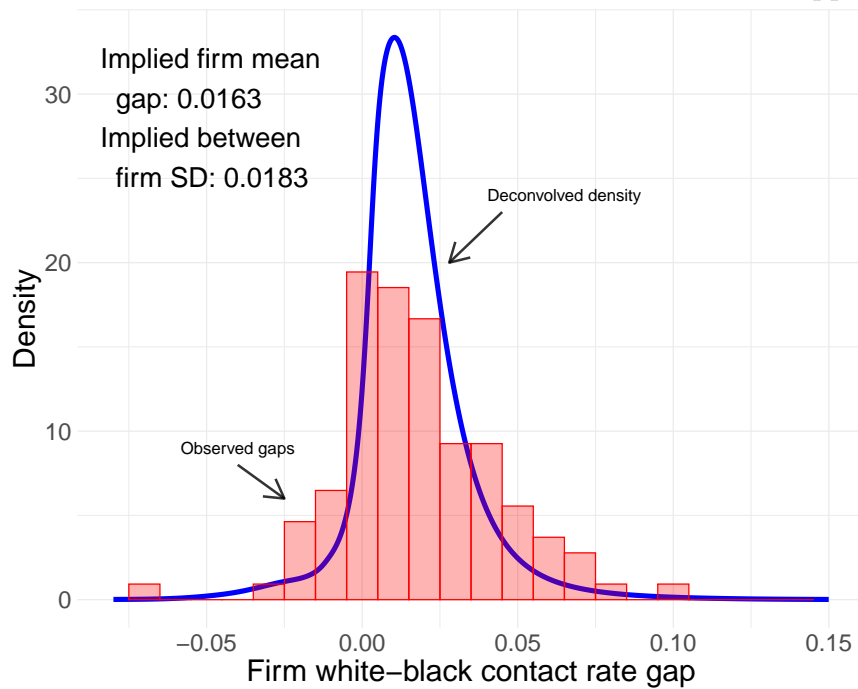 Implied firm mean
gap: 0.0163
Implied between
firm SD: 0.0183
Deconvolved density
Observed gaps
Density
30
20
10
0
−0.05
0.00
0.05
0.10
0.15
Firm white−black contact rate gap